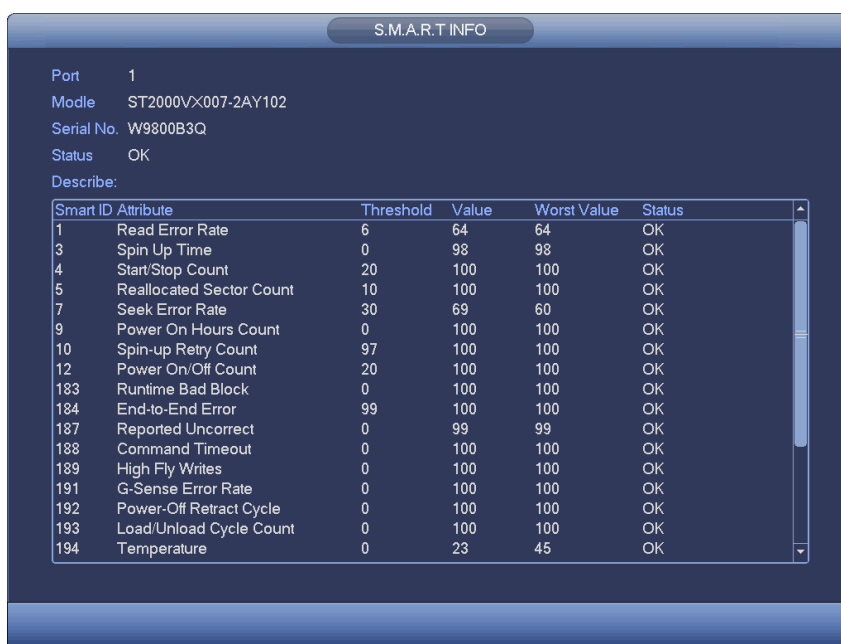 S.M.A.R.T INFO
Port 1
Modle ST2000VX007-2AY102
Serial No. W9800B3Q
Status OK
Describe:
Smart ID Attribute Threshold Value Worst Value Status
1 Read Error Rate 6 64 64 OK
3 Spin Up Time 0 98 98 OK
4 Start/Stop Count 20 100 100 OK
5 Reallocated Sector Count 10 100 100 OK
7 Seek Error Rate 30 69 60 OK
9 Power On Hours Count 0 100 100 OK
10 Spin-up Retry Count 97 100 100 OK
12 Power On/Off Count 20 100 100 OK
183 Runtime Bad Block 0 100 100 OK
184 End-to-End Error 99 100 100 OK
187 Reported Uncorrect 0 99 99 OK
188 Command Timeout 0 100 100 OK
189 High Fly Writes 0 100 100 OK
191 G-Sense Error Rate 0 100 100 OK
192 Power-Off Retract Cycle 0 100 100 OK
193 Load/Unload Cycle Count 0 100 100 OK
194 Temperature 0 23 45 OK